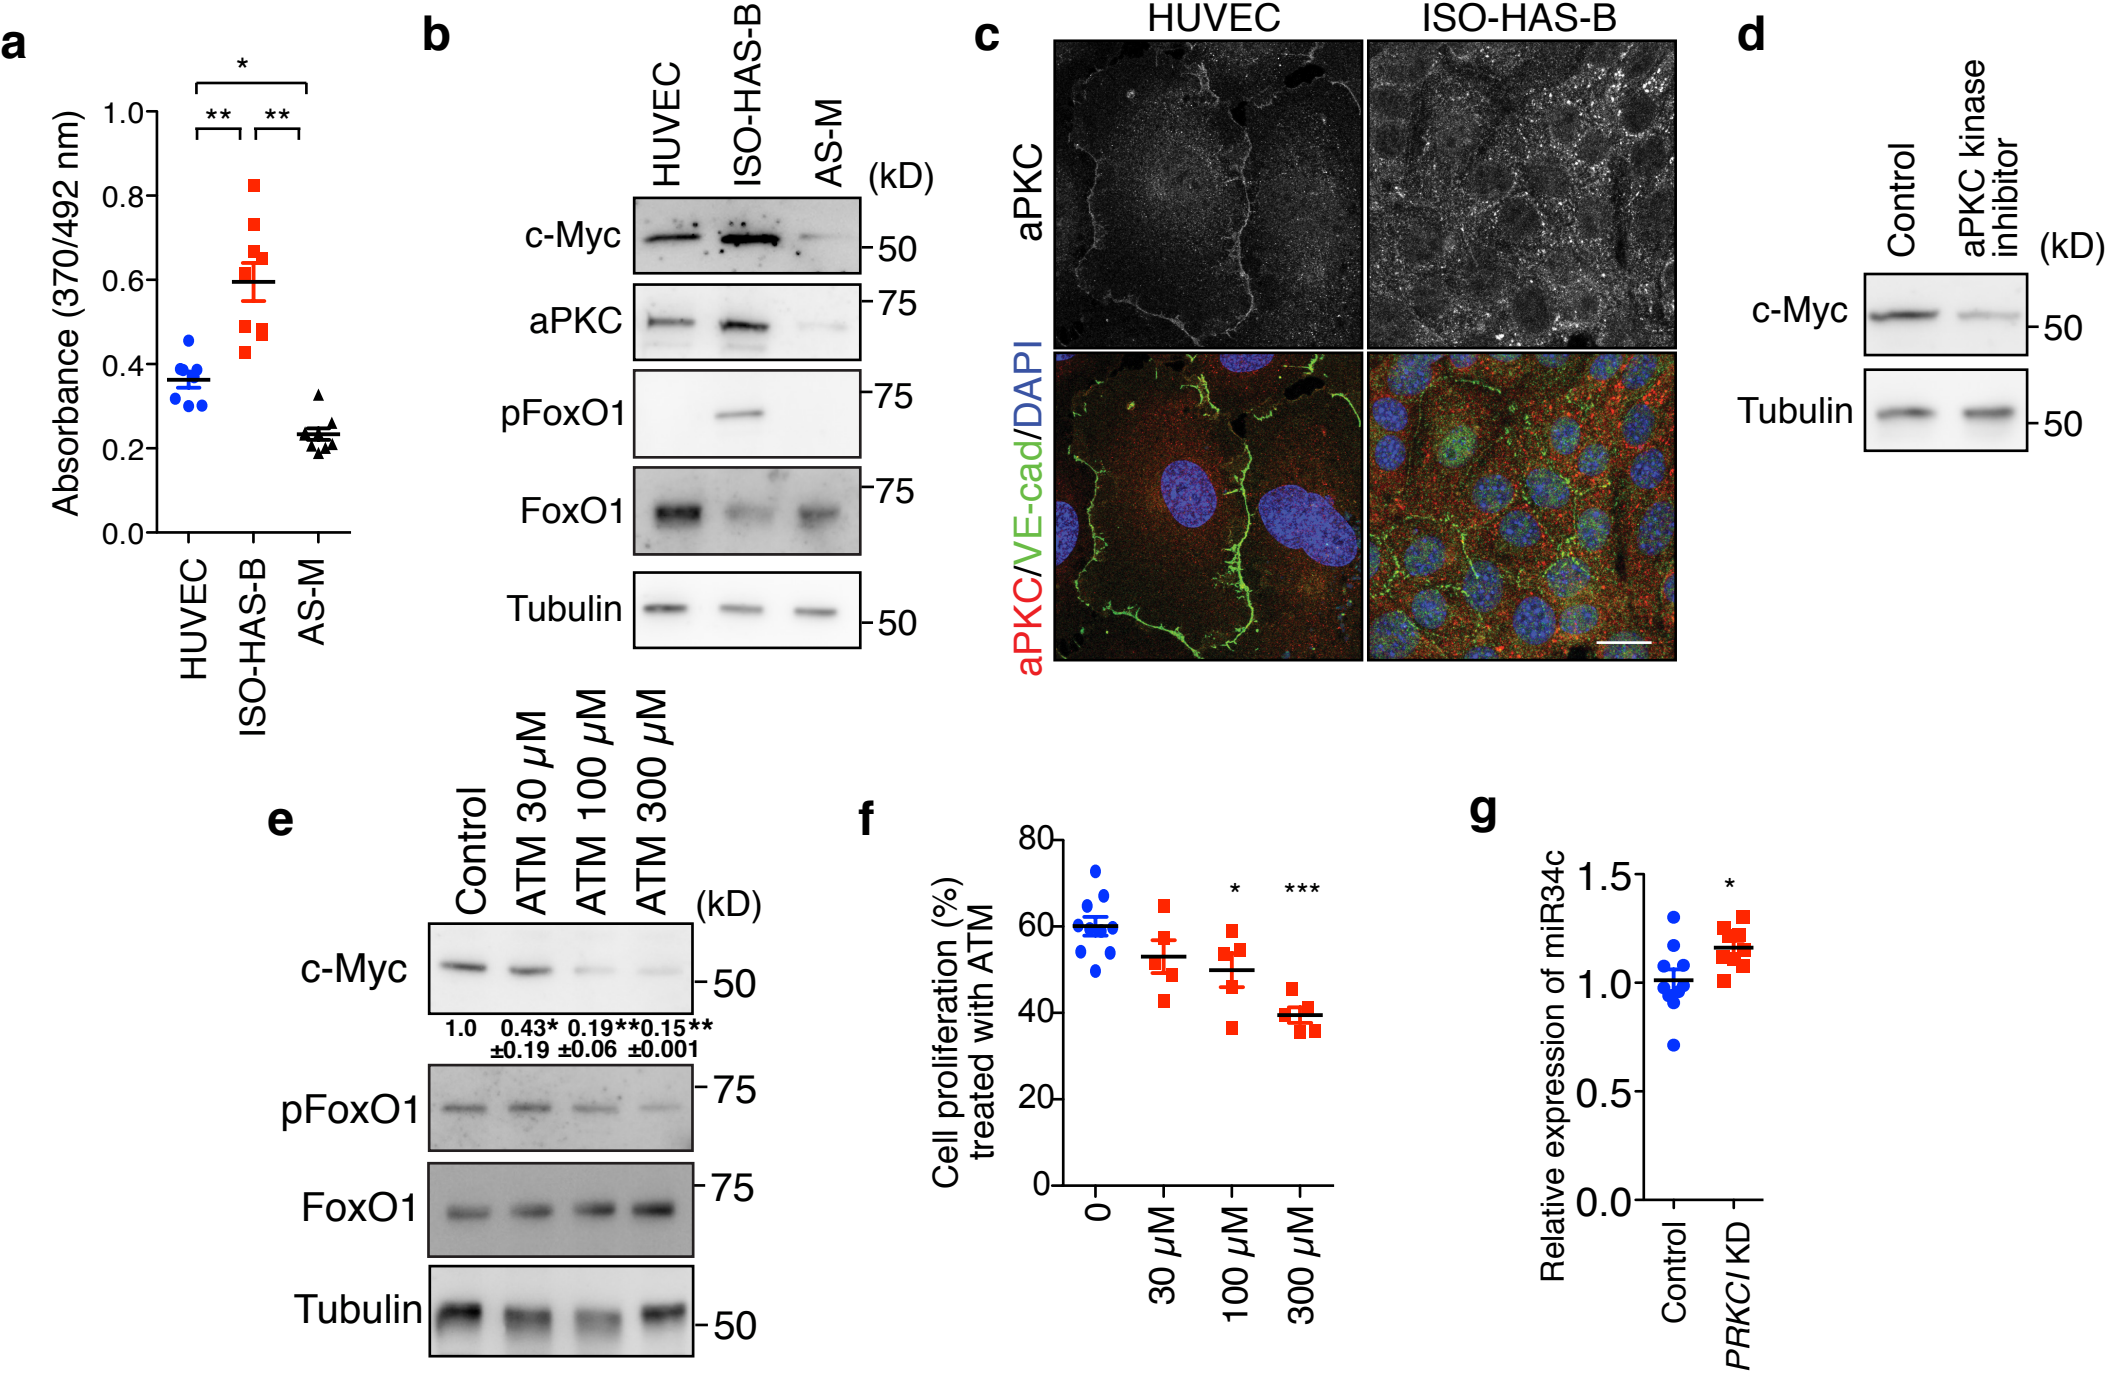 a
*
** **
Absorbance (370/492 nm)
1.0
0.8
0.6
0.4
0.2
0.0
HUVEC
ISO-HAS-B
AS-M
b
HUVEC
ISO-HAS-B
AS-M
(kD)
c-Myc
50
aPKC
75
pFoxO1
75
FoxO1
75
Tubulin
50
c
HUVEC
ISO-HAS-B
aPKC
aPKC/VE-cad/DAPI
d
Control
aPKC kinase
inhibitor
(kD)
c-Myc
50
Tubulin
50
e
Control
ATM 30 µM
ATM 100 µM
ATM 300 µM
(kD)
c-Myc
50
1.0 0.43* 0.19** 0.15**
±0.19 ±0.06 ±0.001
pFoxO1
75
FoxO1
75
Tubulin
50
f
Cell proliferation (%)
treated with ATM
80
60
40
20
0
* ***
0
30 µM
100 µM
300 µM
g
Relative expression of miR34c
1.5
1.0
0.5
0.0
*
Control
PRKCI KD